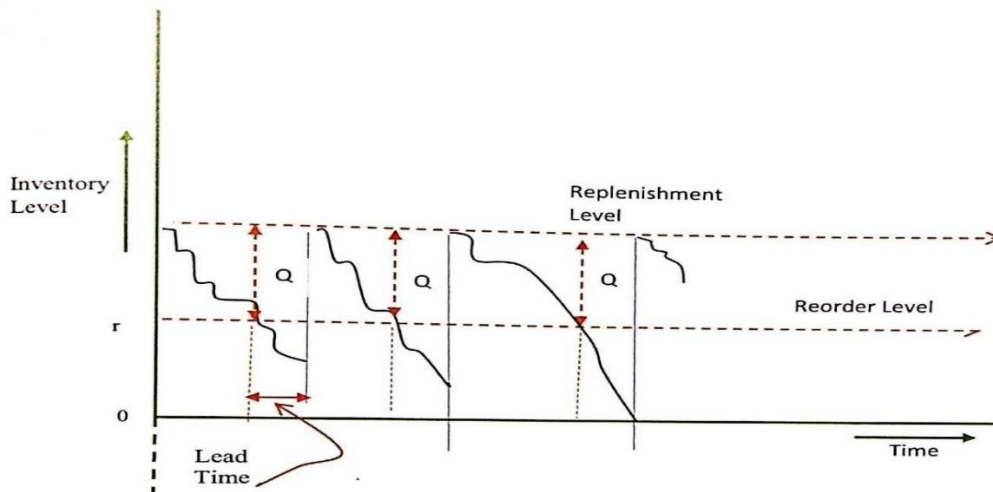 Inventory
Level
Replenishment
Level
Q
Q
Q
Reorder Level
r
0
Time
Lead
Time